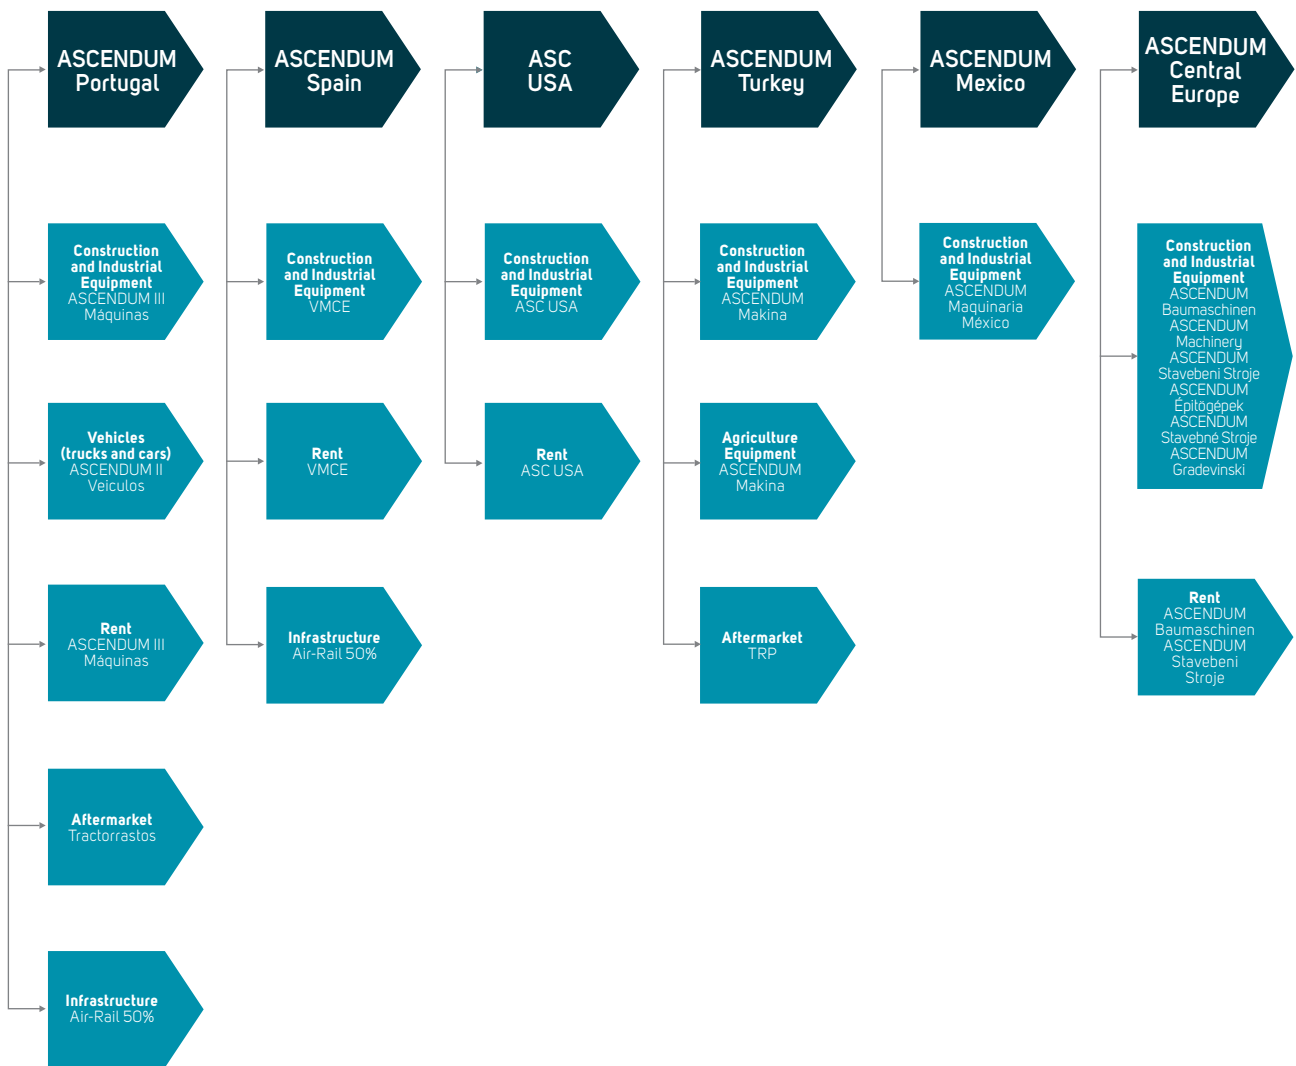 ASCENDUM
Portugal
ASCENDUM
Spain
ASC
USA
ASCENDUM
Turkey
ASCENDUM
Mexico
ASCENDUM
Central
Europe
Construction
and Industrial
Equipment
ASCENDUM III
Máquinas
Construction
and Industrial
Equipment
VMCE
Construction
and Industrial
Equipment
ASC USA
Construction
and Industrial
Equipment
ASCENDUM
Makina
Construction
and Industrial
Equipment
ASCENDUM
Maquinaria
México
Construction
and Industrial
Equipment
ASCENDUM
Baumaschinen
ASCENDUM
Machinery
ASCENDUM
Stavebeni Stroje
ASCENDUM
Épitögépek
ASCENDUM
Stavebné Stroje
ASCENDUM
Gradevinski
Vehicles
(trucks and cars)
ASCENDUM II
Veiculos
Rent
VMCE
Rent
ASC USA
Agriculture
Equipment
ASCENDUM
Makina
Rent
ASCENDUM III
Máquinas
Infrastructure
Air-Rail 50%
Aftermarket
TRP
Rent
ASCENDUM
Baumaschinen
ASCENDUM
Stavebeni
Stroje
Aftermarket
Tractorrastos
Infrastructure
Air-Rail 50%